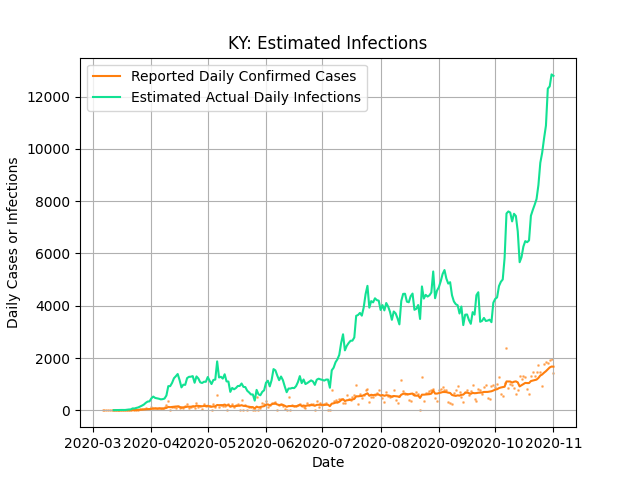 KY: Estimated Infections
Reported Daily Confirmed Cases
Estimated Actual Daily Infections
Daily Cases or Infections
12000
10000
8000
6000
4000
2000
0
2020-03 2020-04 2020-05 2020-06 2020-07 2020-08 2020-09 2020-10 2020-11
Date